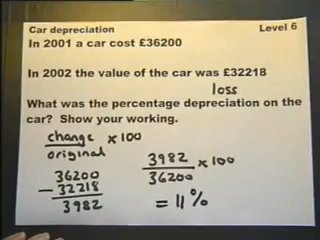 Car depreciation Level 6
In 2001 a car cost £36200
In 2002 the value of the car was £32218
loss
What was the percentage depreciation on the
car? Show your working.
change × 100
original
36200
- 32218
3982
3982 × 100
36200
= 11%